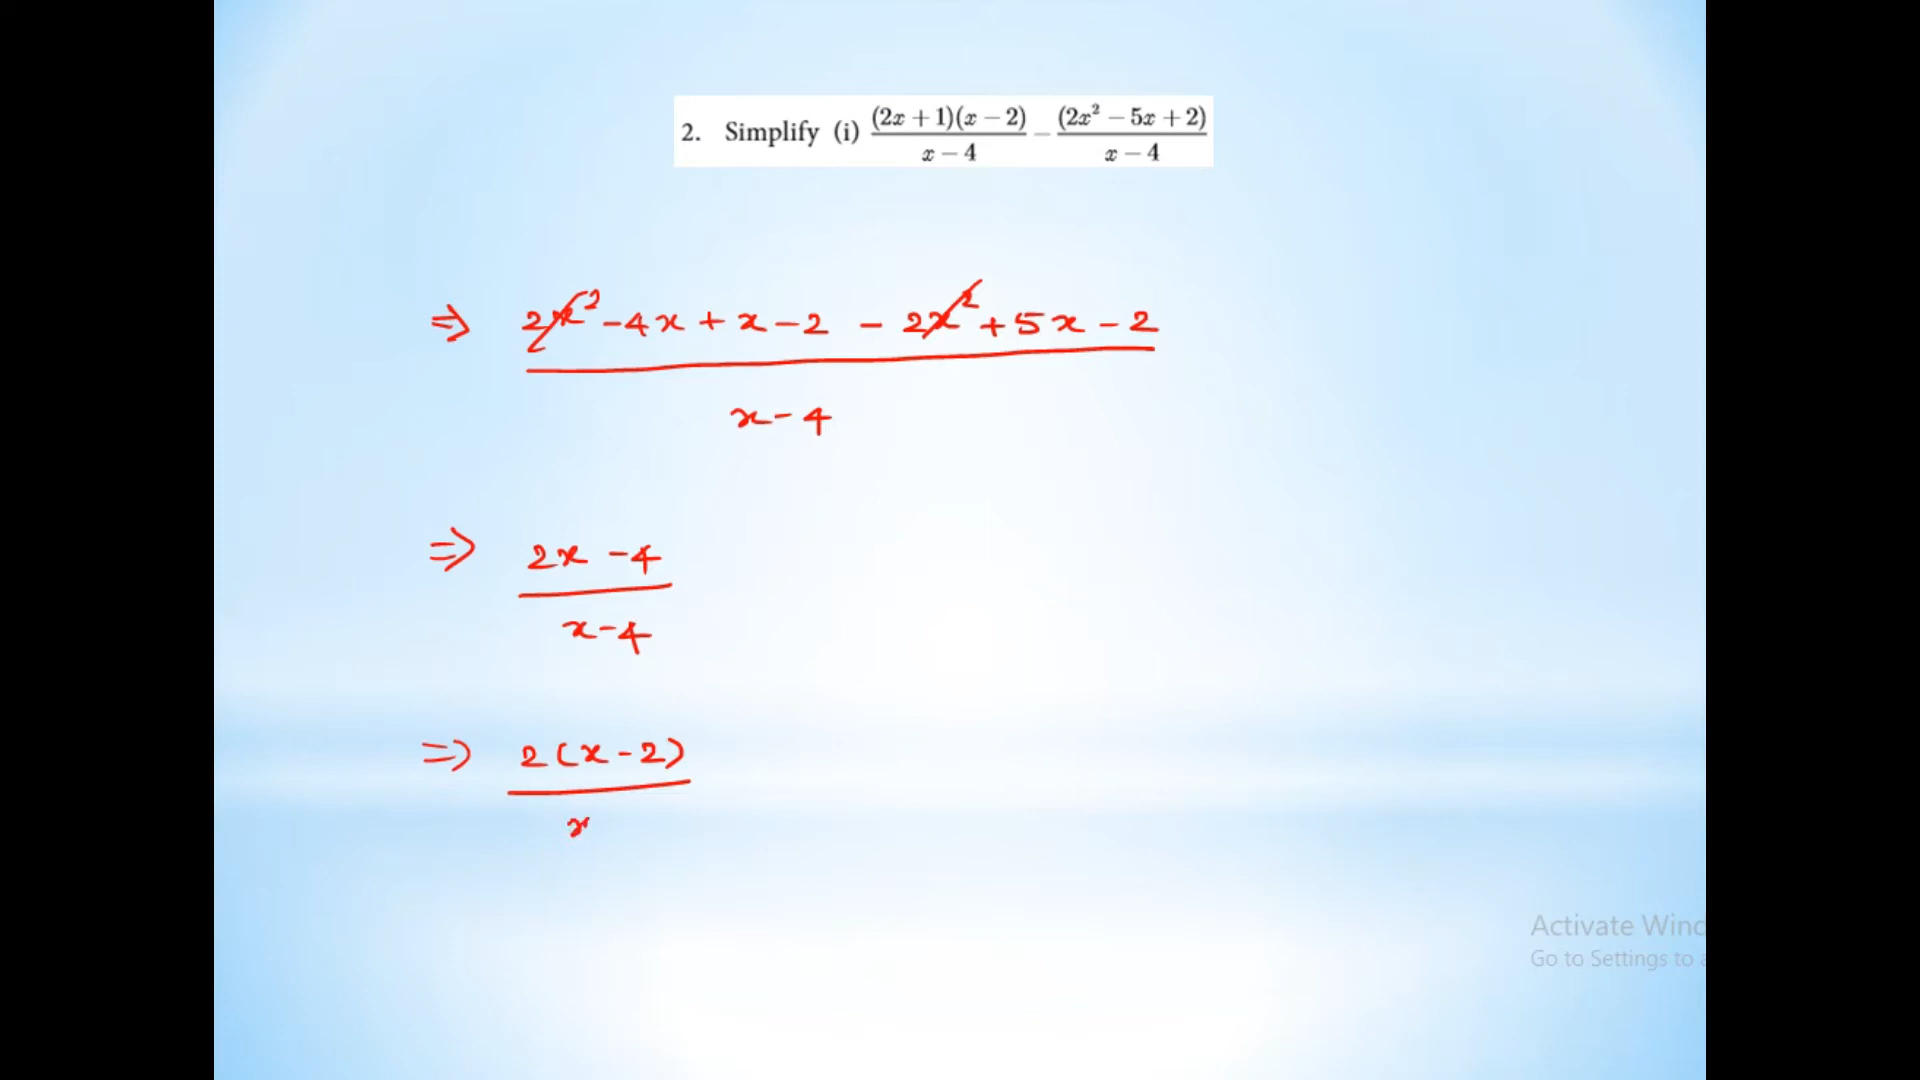 2. Simplify (i) (2x + 1)(x − 2) / x − 4 − (2x² − 5x + 2) / x − 4
⇒ 2x² - 4x + x - 2 - 2x² + 5x - 2
x - 4
⇒ 2x - 4
x - 4
⇒ 2(x - 2)
x
Activate Winc
Go to Settings to a